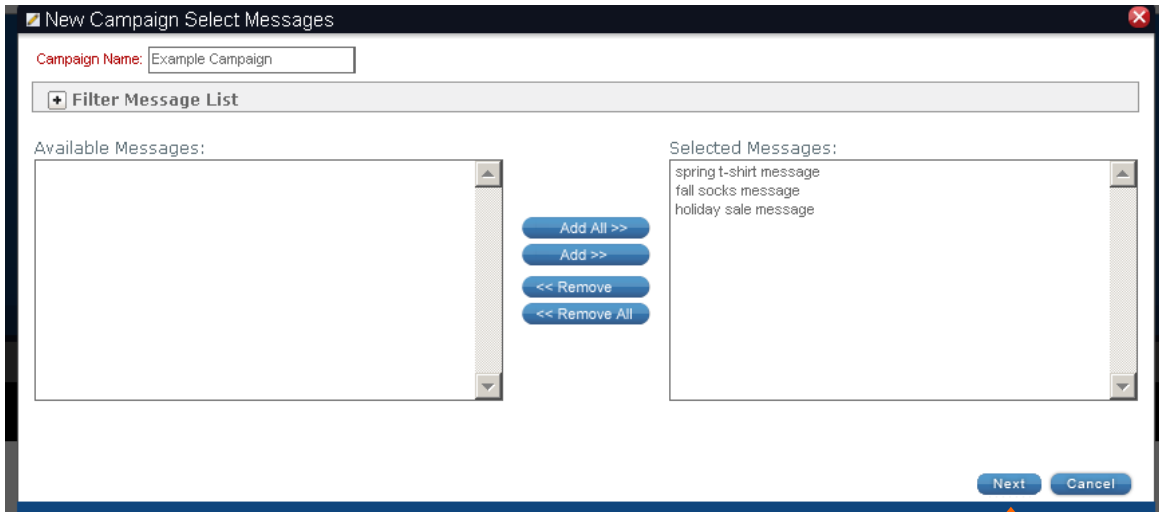 New Campaign Select Messages
Campaign Name: Example Campaign
Filter Message List
Available Messages:
Selected Messages:
spring t-shirt message
fall socks message
holiday sale message
Add All >>
Add >>
<< Remove
<< Remove All
Next
Cancel